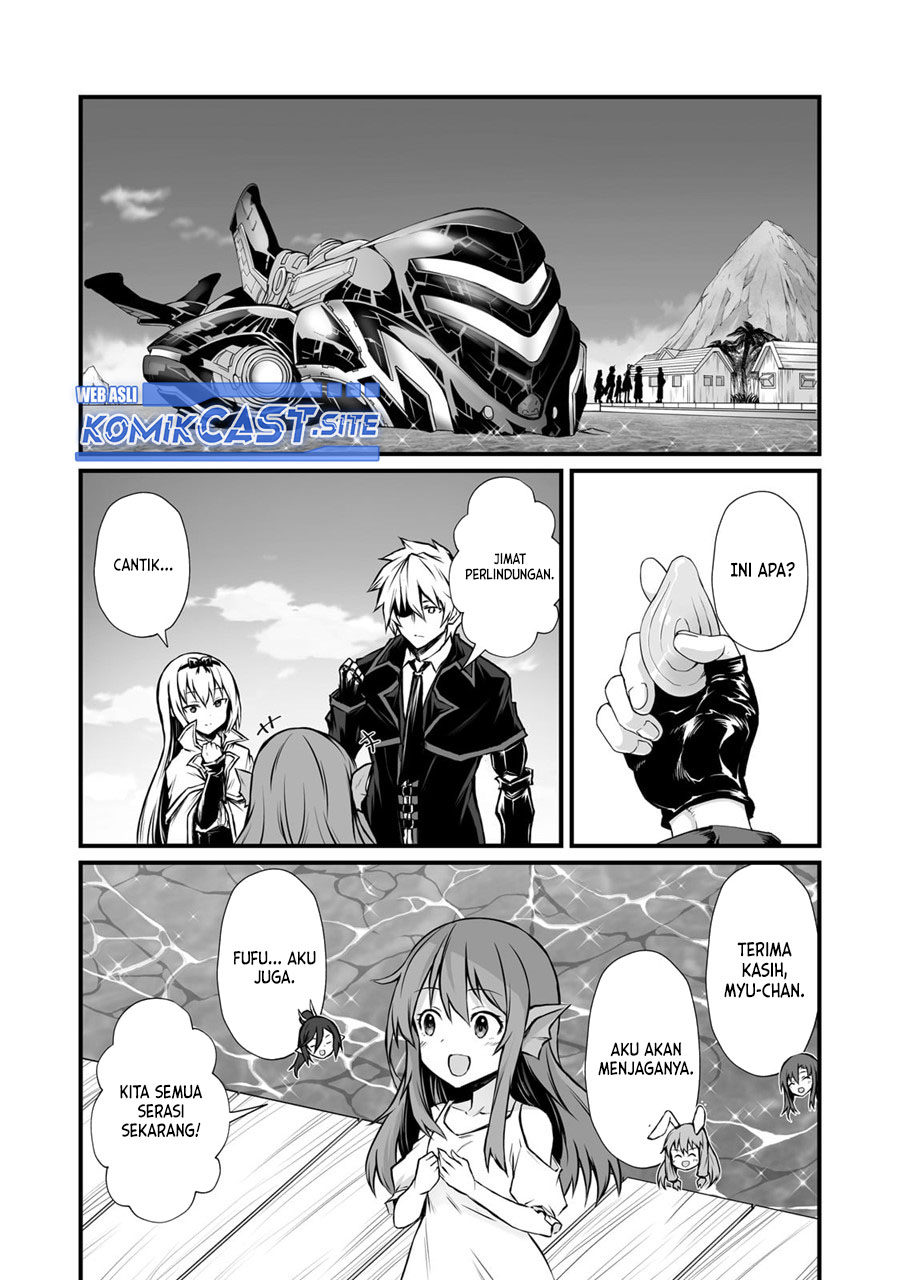 WEB ASLI
KOMIKCAST.SITE
INI APA?
JIMAT
PERLINDUNGAN.
CANTIK...
TERIMA
KASIH,
MYU-CHAN.
AKU AKAN
MENJAGANYA.
FUFU... AKU
JUGA.
KITA SEMUA
SERASI
SEKARANG!